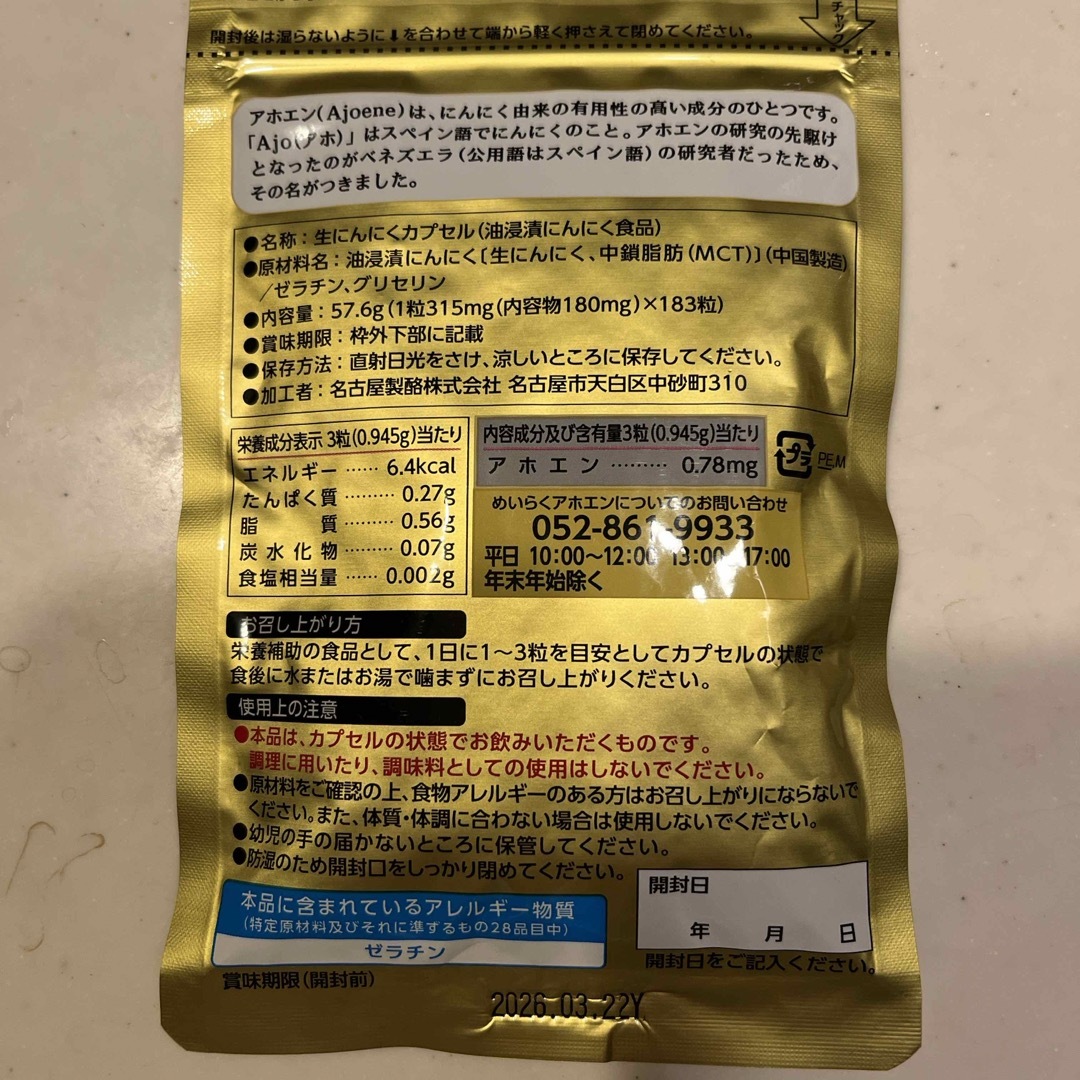 チャック
開封後は湿らないように⬇を合わせて端から軽く押さえて閉めてください。
アホエン(Ajoene)は、にんにく由来の有用性の高い成分のひとつです。
「Ajo(アホ)」はスペイン語でにんにくのこと。アホエンの研究の先駆け
となったのがベネズエラ(公用語はスペイン語)の研究者だったため、
その名がつきました。
●名称：生にんにくカプセル(油浸漬にんにく食品)
●原材料名：油浸漬にんにく〔生にんにく、中鎖脂肪(MCT)〕(中国製造)
/ゼラチン、グリセリン
●内容量：57.6g(1粒315mg(内容物180mg)×183粒)
●賞味期限：枠外下部に記載
●保存方法：直射日光をさけ、涼しいところに保存してください。
●加工者：名古屋製酪株式会社 名古屋市天白区中砂町310
栄養成分表示 3粒(0.945g)当たり
エネルギー……6.4kcal
たんぱく質……0.27g
脂質……0.56g
炭水化物……0.07g
食塩相当量……0.002g
内容成分及び含有量3粒(0.945g)当たり
アホエン………0.78mg
プラ
PE,M
めいらくアホエンについてのお問い合わせ
052-861-9933
平日 10:00〜12:00 13:00〜17:00
年末年始除く
お召し上がり方
栄養補助の食品として、1日に1〜3粒を目安としてカプセルの状態で
食後に水またはお湯で噛まずにお召し上がりください。
使用上の注意
●本品は、カプセルの状態でお飲みいただくものです。
調理に用いたり、調味料としての使用はしないでください。
●原材料をご確認の上、食物アレルギーのある方はお召し上がりにならないで
ください。また、体質・体調に合わない場合は使用しないでください。
●幼児の手の届かないところに保管してください。
●防湿のため開封口をしっかり閉めてください。
本品に含まれているアレルギー物質
(特定原材料及びそれに準ずるもの28品目中)
ゼラチン
開封日
年 月 日
開封日をご記入ください。
賞味期限(開封前)
2026.03.22Y